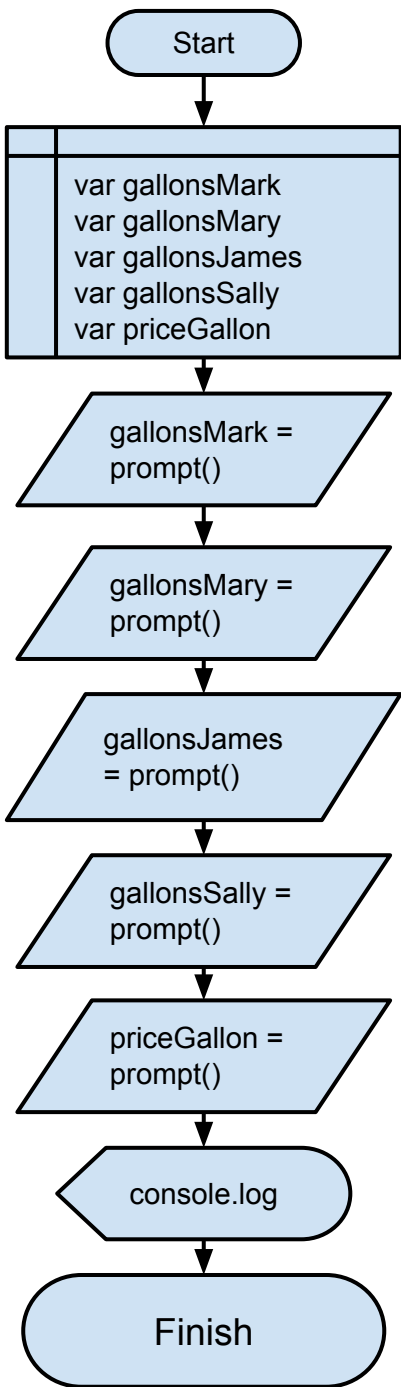 Start
var gallonsMark
var gallonsMary
var gallonsJames
var gallonsSally
var priceGallon
gallonsMark =
prompt()
gallonsMary =
prompt()
gallonsJames
= prompt()
gallonsSally =
prompt()
priceGallon =
prompt()
console.log
Finish